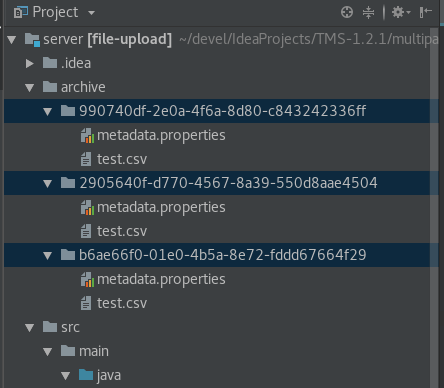 Project
server [file-upload] ~/devel/IdeaProjects/TMS-1.2.1/multipa
.idea
archive
990740df-2e0a-4f6a-8d80-c843242336ff
metadata.properties
test.csv
2905640f-d770-4567-8a39-550d8aae4504
metadata.properties
test.csv
b6ae66f0-01e0-4b5a-8e72-fddd67664f29
metadata.properties
test.csv
src
main
java